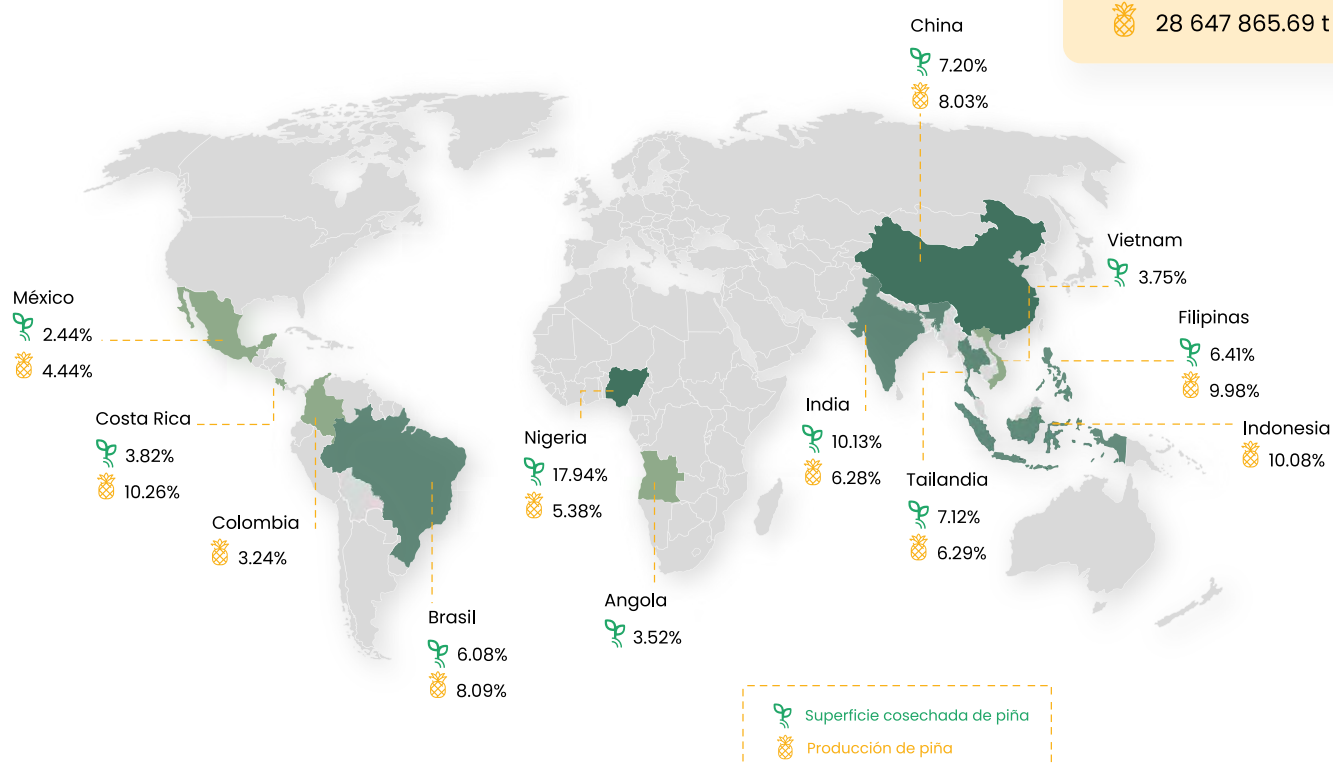 28 647 865.69 t
China
7.20%
8.03%
Vietnam
3.75%
México
2.44%
4.44%
Filipinas
6.41%
9.98%
Costa Rica
3.82%
10.26%
India
10.13%
6.28%
Indonesia
10.08%
Nigeria
17.94%
5.38%
Tailandia
7.12%
6.29%
Colombia
3.24%
Angola
3.52%
Brasil
6.08%
8.09%
Superficie cosechada de piña
Producción de piña